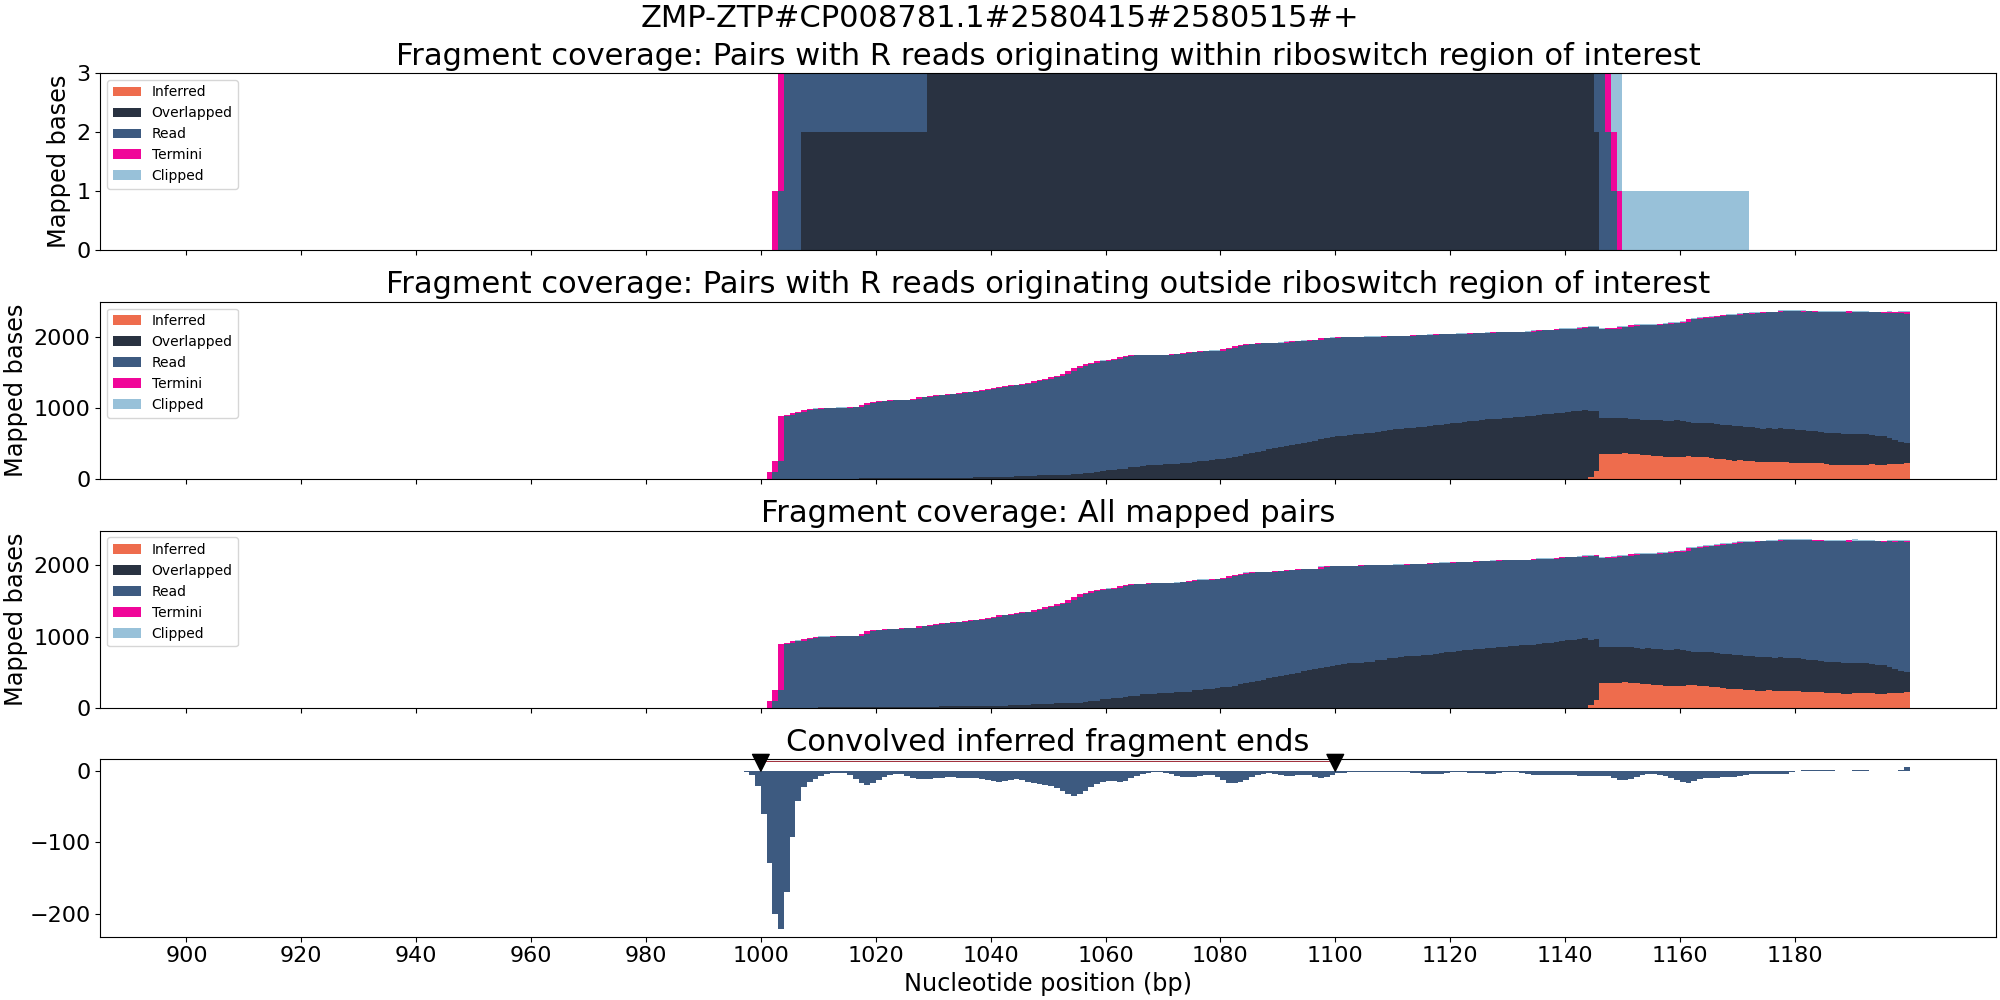 ZMP-ZTP#CP008781.1#2580415#2580515#+
Fragment coverage: Pairs with R reads originating within riboswitch region of interest
Mapped bases
3
2
1
0
Inferred
Overlapped
Read
Termini
Clipped
Fragment coverage: Pairs with R reads originating outside riboswitch region of interest
Mapped bases
2000
1000
0
Inferred
Overlapped
Read
Termini
Clipped
Fragment coverage: All mapped pairs
Mapped bases
2000
1000
0
Inferred
Overlapped
Read
Termini
Clipped
Convolved inferred fragment ends
0
−100
−200
900 920 940 960 980 1000 1020 1040 1060 1080 1100 1120 1140 1160 1180
Nucleotide position (bp)